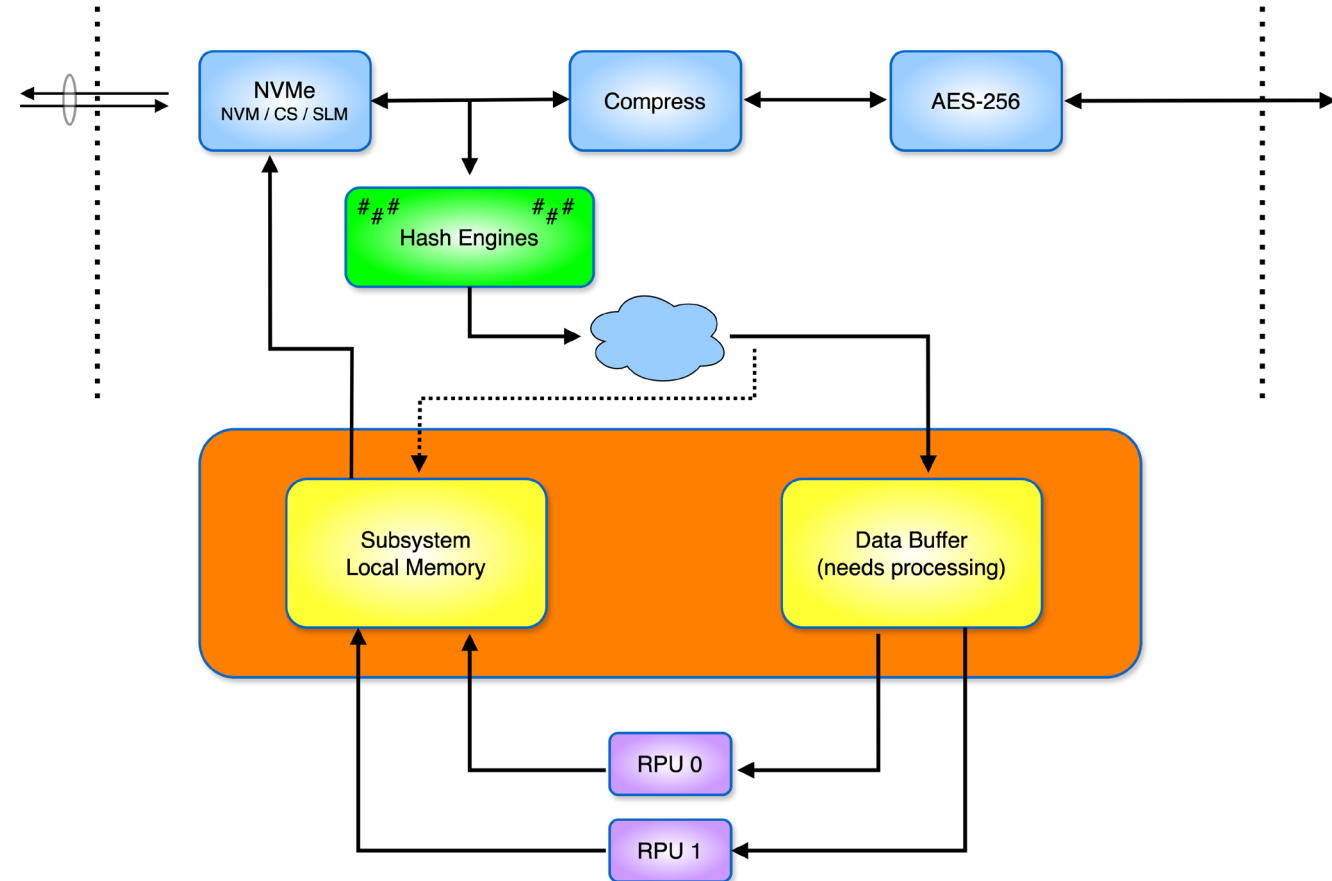 NVMe
NVM / CS / SLM
Compress
AES-256
### ###
Hash Engines
Subsystem
Local Memory
Data Buffer
(needs processing)
RPU 0
RPU 1